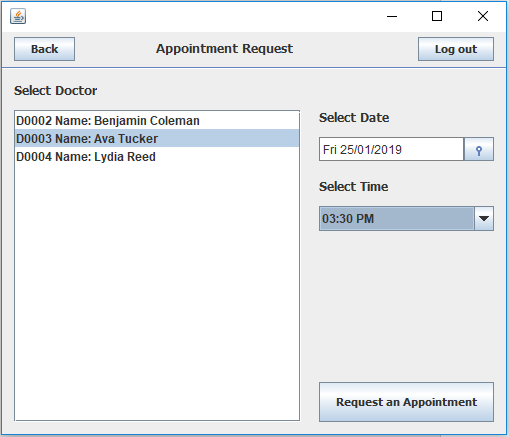 Back
Appointment Request
Log out
Select Doctor
D0002 Name: Benjamin Coleman
D0003 Name: Ava Tucker
D0004 Name: Lydia Reed
Select Date
Fri 25/01/2019
Select Time
03:30 PM
Request an Appointment